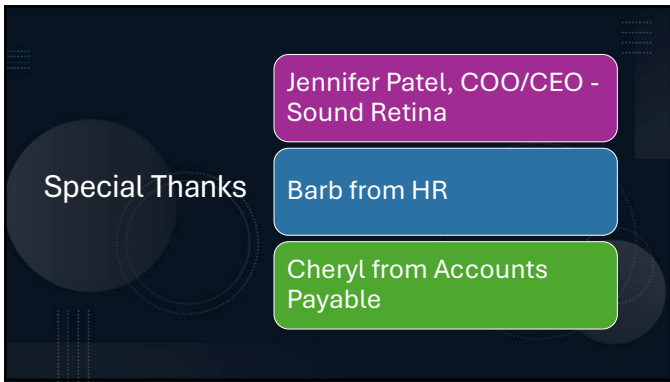 Special Thanks
Jennifer Patel, COO/CEO -
Sound Retina
Barb from HR
Cheryl from Accounts
Payable